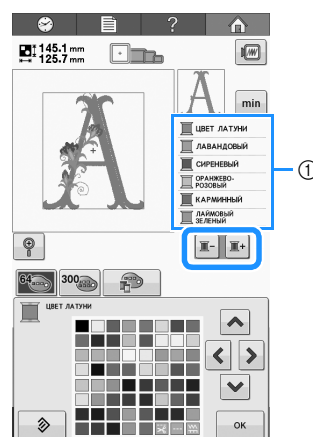 ?
145.1 mm
125.7 mm
min
ЦВЕТ ЛАТУНИ
ЛАВАНДОВЫЙ
СИРЕНЕВЫЙ
ОРАНЖЕВО-
РОЗОВЫЙ
КАРМИННЫЙ
ЛАЙМОВЫЙ
ЗЕЛЕНЫЙ
①
- +
64 300
ЦВЕТ ЛАТУНИ
OK